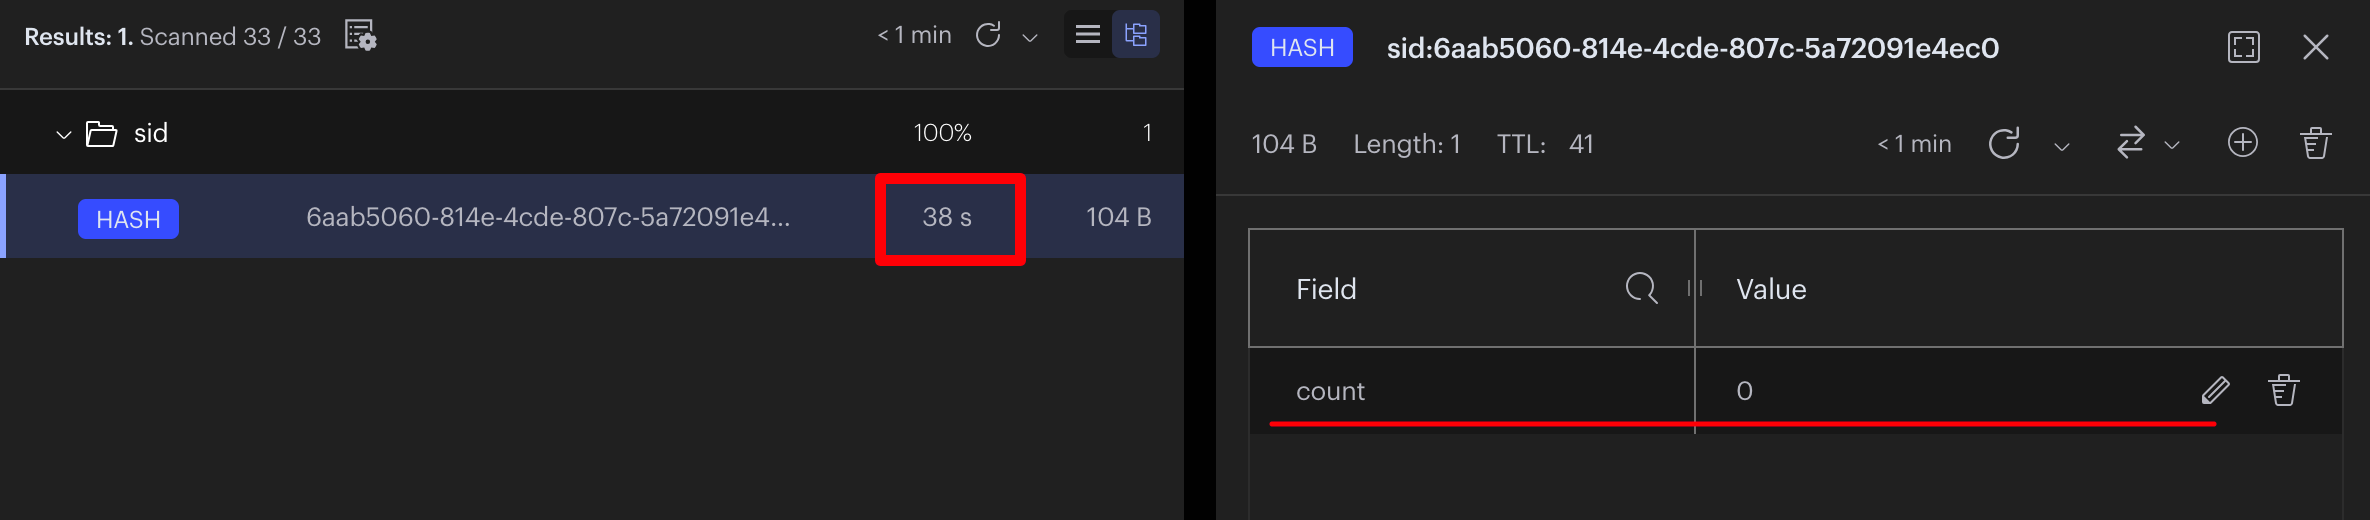 Results: 1. Scanned 33 / 33
< 1 min
sid 100% 1
HASH 6aab5060-814e-4cde-807c-5a72091e4... 38 s 104 B
HASH sid:6aab5060-814e-4cde-807c-5a72091e4ec0
104 B Length: 1 TTL: 41 < 1 min
Field Value
count 0